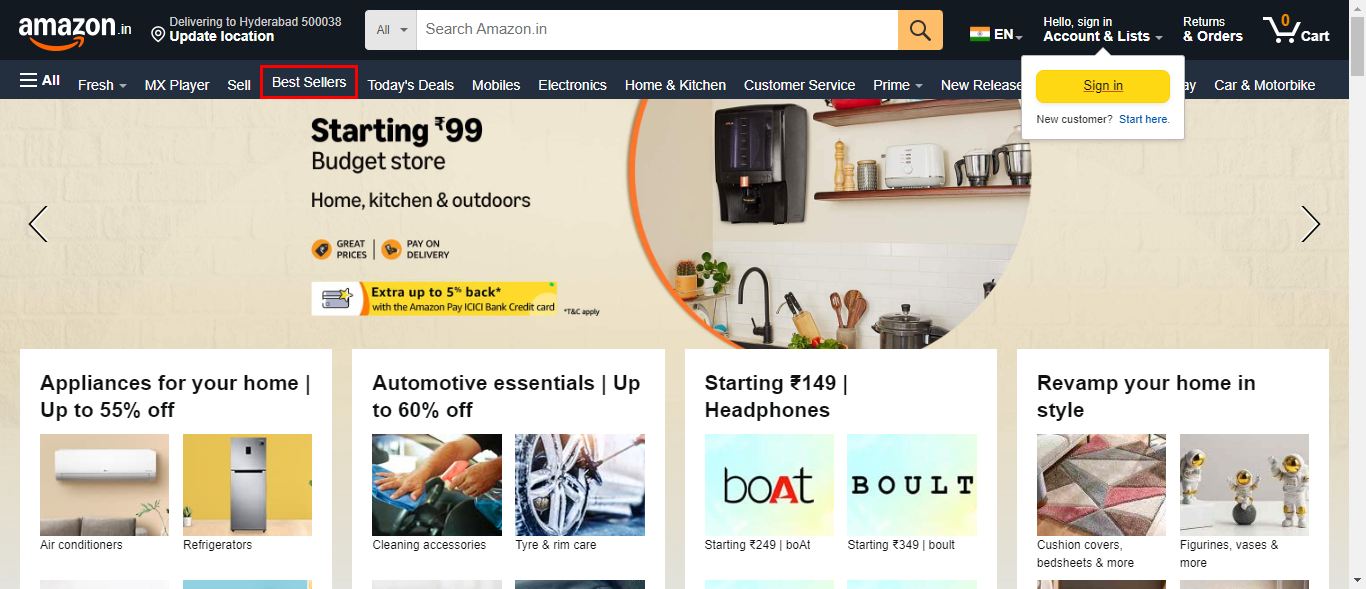 amazon.in
Delivering to Hyderabad 500038
Update location
All
Search Amazon.in
EN
Hello, sign in
Account & Lists
Returns
& Orders
0
Cart
All
Fresh
MX Player
Sell
Best Sellers
Today's Deals
Mobiles
Electronics
Home & Kitchen
Customer Service
Prime
New Release
ay
Car & Motorbike
Sign in
New customer? Start here.
Starting ₹99
Budget store
Home, kitchen & outdoors
GREAT
PRICES
PAY ON
DELIVERY
Extra up to 5% back*
with the Amazon Pay ICICI Bank Credit card
*T&C apply
Appliances for your home |
Up to 55% off
Air conditioners
Refrigerators
Automotive essentials | Up
to 60% off
Cleaning accessories
Tyre & rim care
Starting ₹149 |
Headphones
boAt
BOULT
Starting ₹249 | boAt
Starting ₹349 | boult
Revamp your home in
style
Cushion covers,
bedsheets & more
Figurines, vases &
more